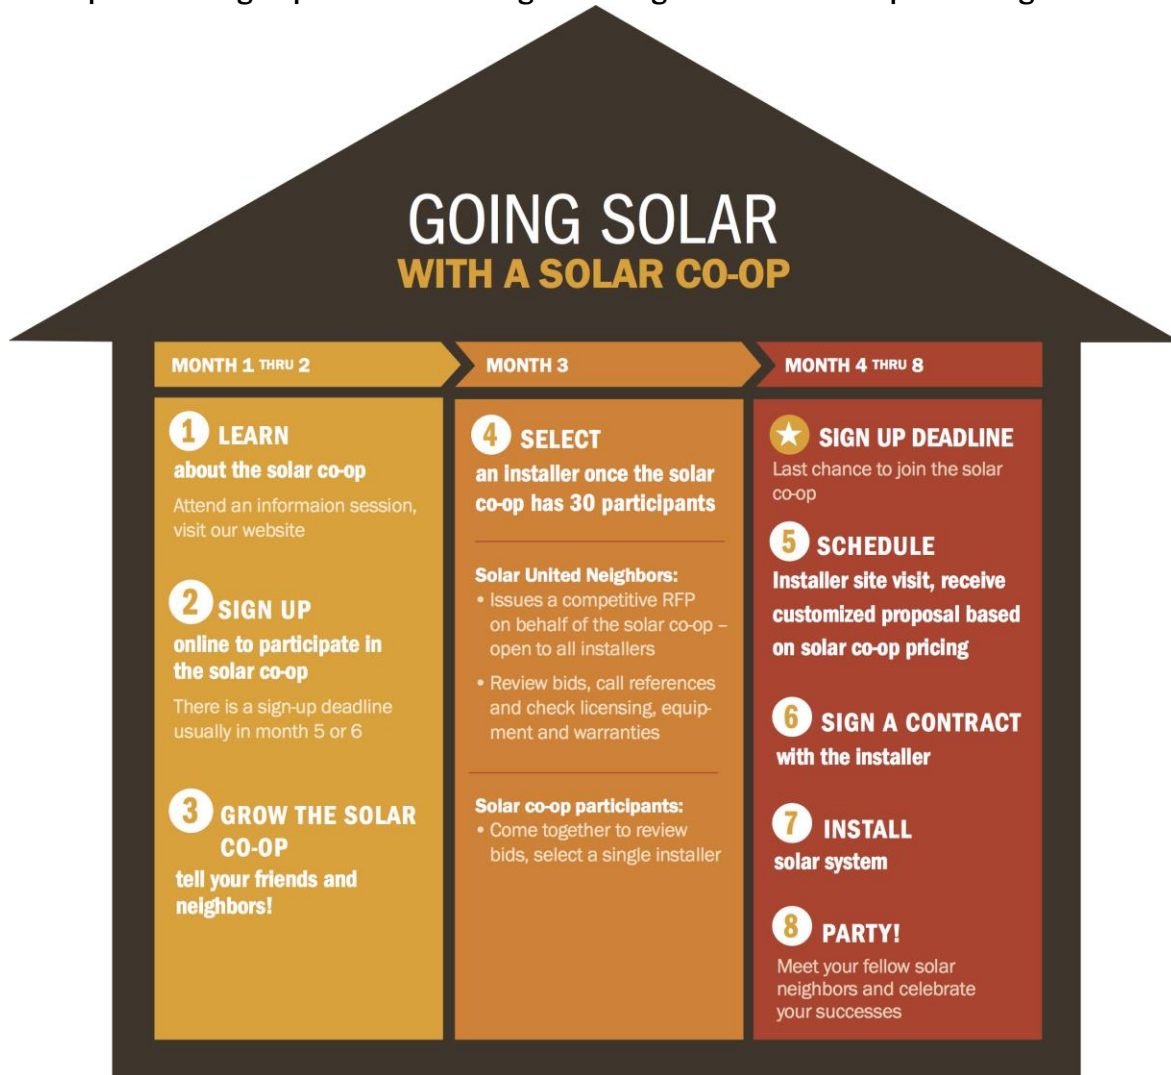 GOING SOLAR
WITH A SOLAR CO-OP
MONTH 1 THRU 2
1 LEARN
about the solar co-op
Attend an informaion session,
visit our website
2 SIGN UP
online to participate in
the solar co-op
There is a sign-up deadline
usually in month 5 or 6
3 GROW THE SOLAR
CO-OP
tell your friends and
neighbors!
MONTH 3
4 SELECT
an installer once the solar
co-op has 30 participants
Solar United Neighbors:
• Issues a competitive RFP
on behalf of the solar co-op –
open to all installers
• Review bids, call references
and check licensing, equip-
ment and warranties
Solar co-op participants:
• Come together to review
bids, select a single installer
MONTH 4 THRU 8
SIGN UP DEADLINE
Last chance to join the solar
co-op
5 SCHEDULE
Installer site visit, receive
customized proposal based
on solar co-op pricing
6 SIGN A CONTRACT
with the installer
7 INSTALL
solar system
8 PARTY!
Meet your fellow solar
neighbors and celebrate
your successes